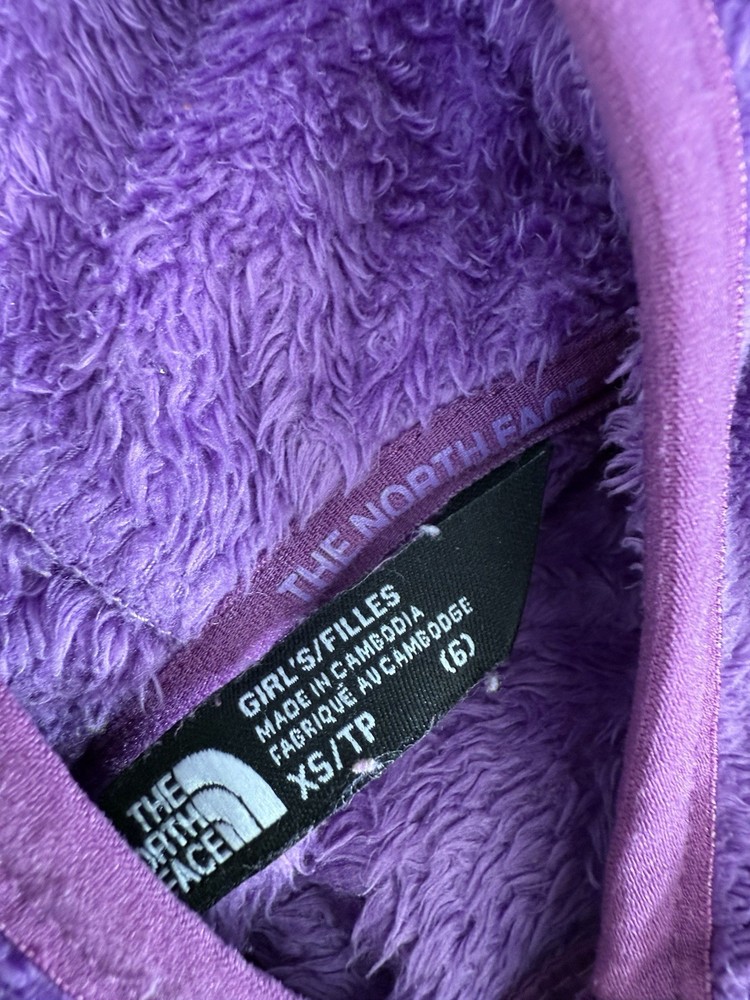 THE NORTH FACE
GIRL'S/FILLES
MADE IN CAMBODIA
FABRIQUÉ AU CAMBODGE
XS/TP (6)
THE
NORTH
FACE